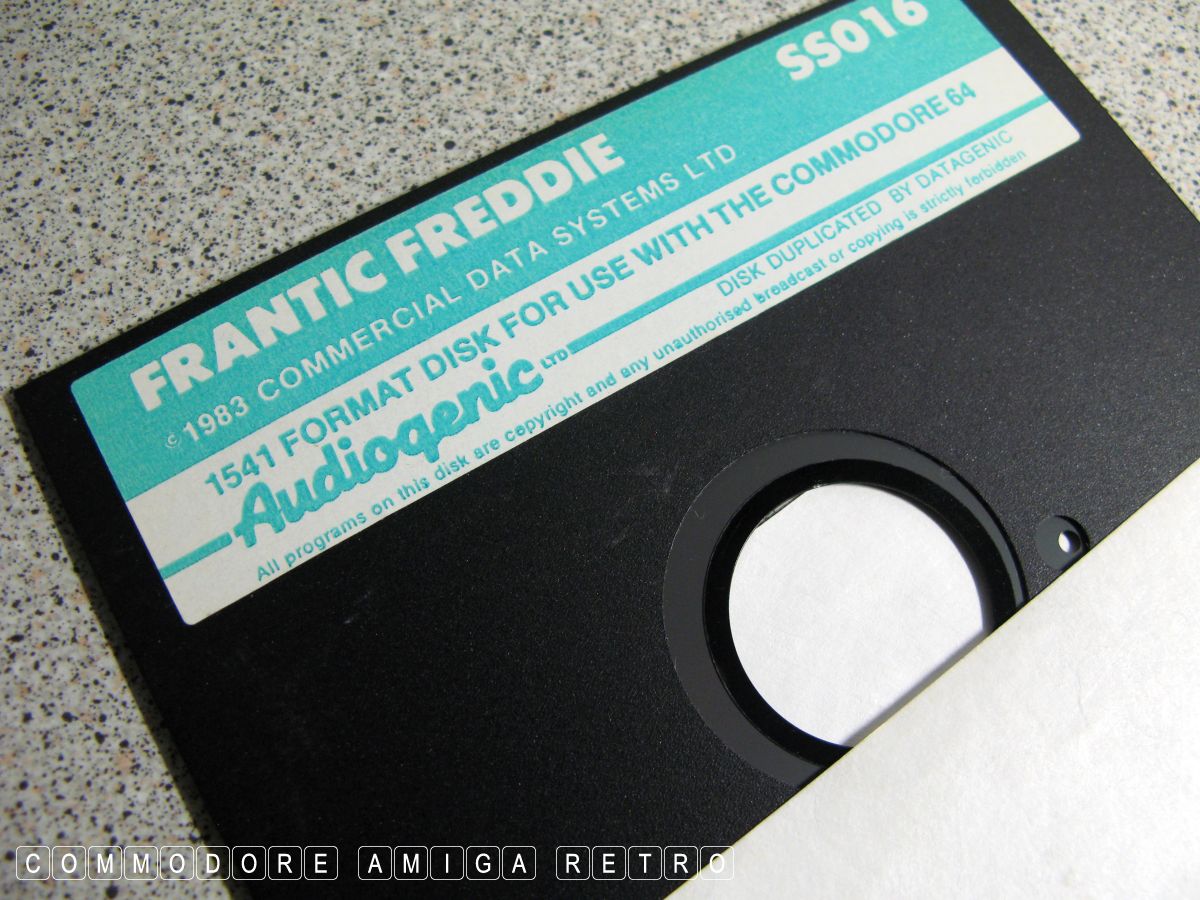 SS016
FRANTIC FREDDIE
© 1983 COMMERCIAL DATA SYSTEMS LTD
1541 FORMAT DISK FOR USE WITH THE COMMODORE 64
Audiogenic LTD
DISK DUPLICATED BY DATAGENIC
All programs on this disk are copyright and any unauthorised broadcast or copying is strictly forbidden
COMMODORE AMIGA RETRO